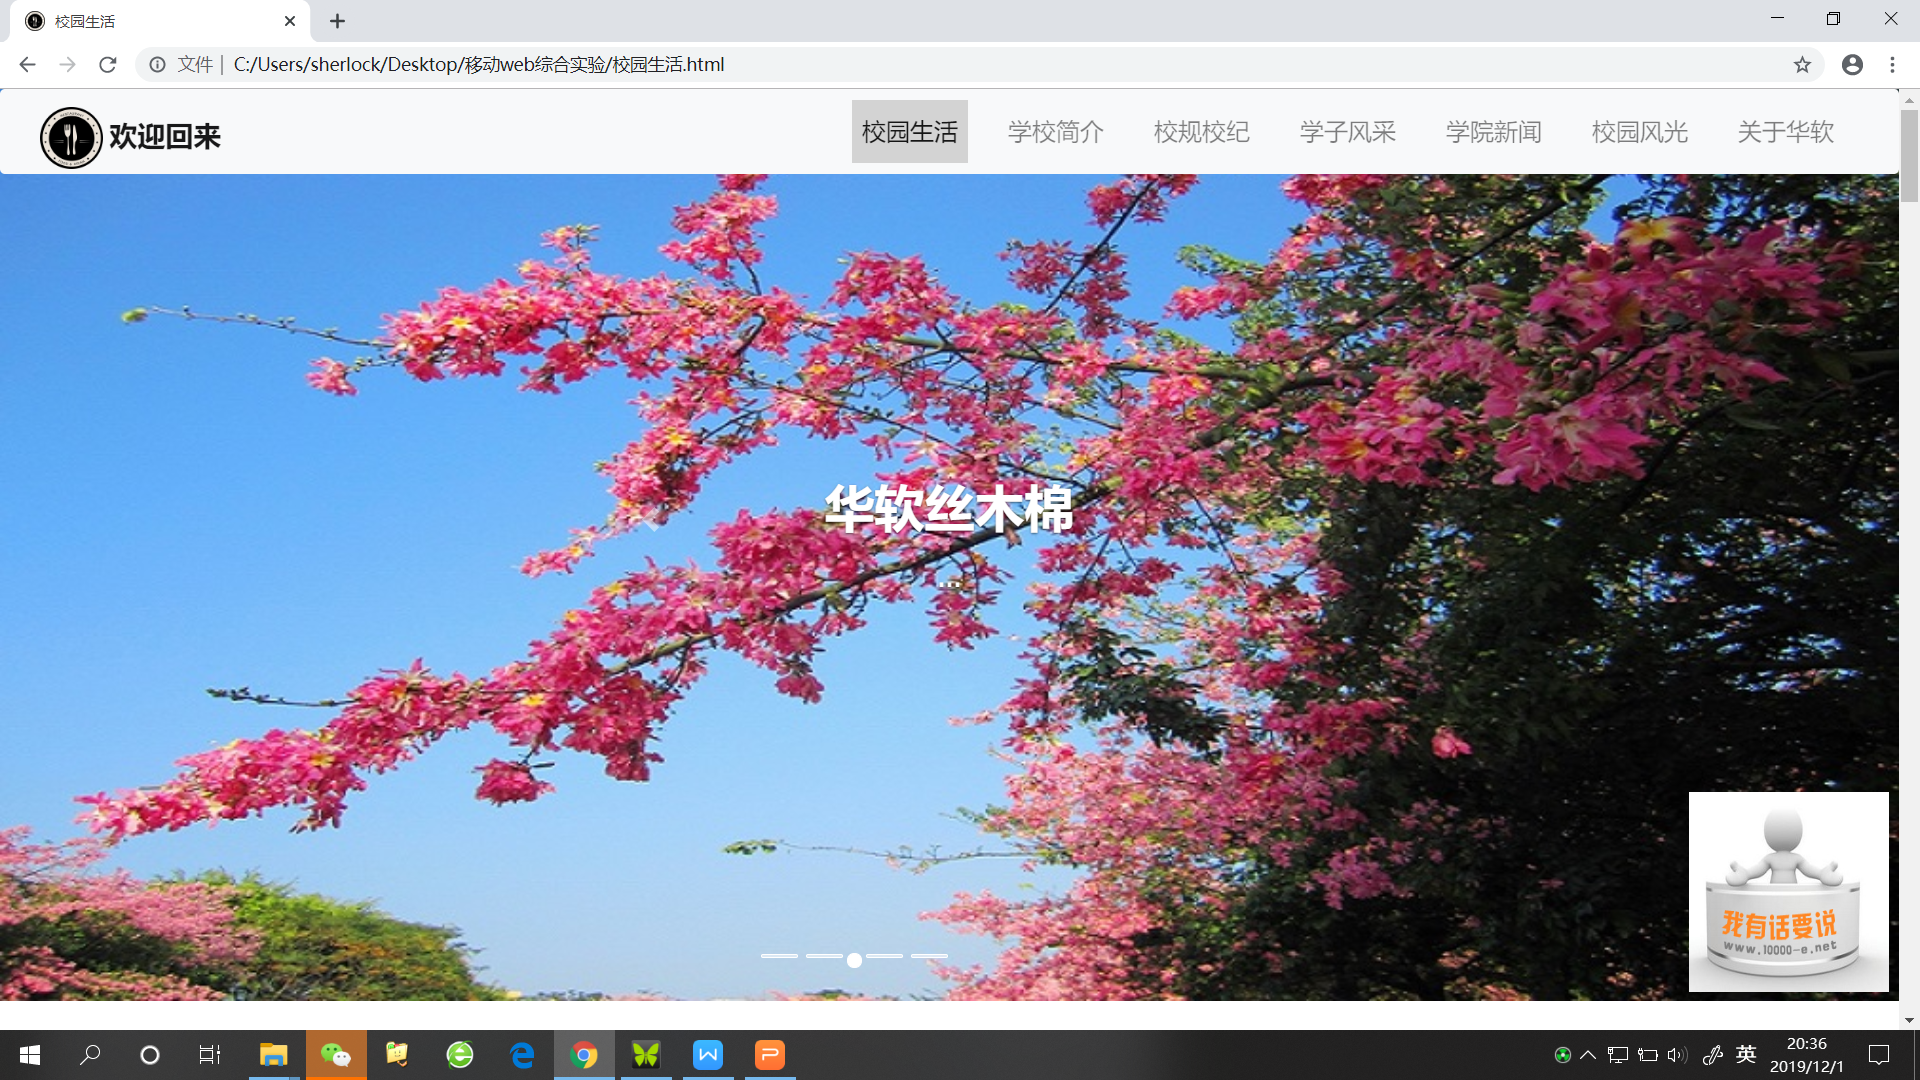 校园生活
文件 C:/Users/sherlock/Desktop/移动web综合实验/校园生活.html
欢迎回来
校园生活 学校简介 校规校纪 学子风采 学院新闻 校园风光 关于华软
华软丝木棉
...
我有话要说
www.10000-e.net
英
20:36
2019/12/1